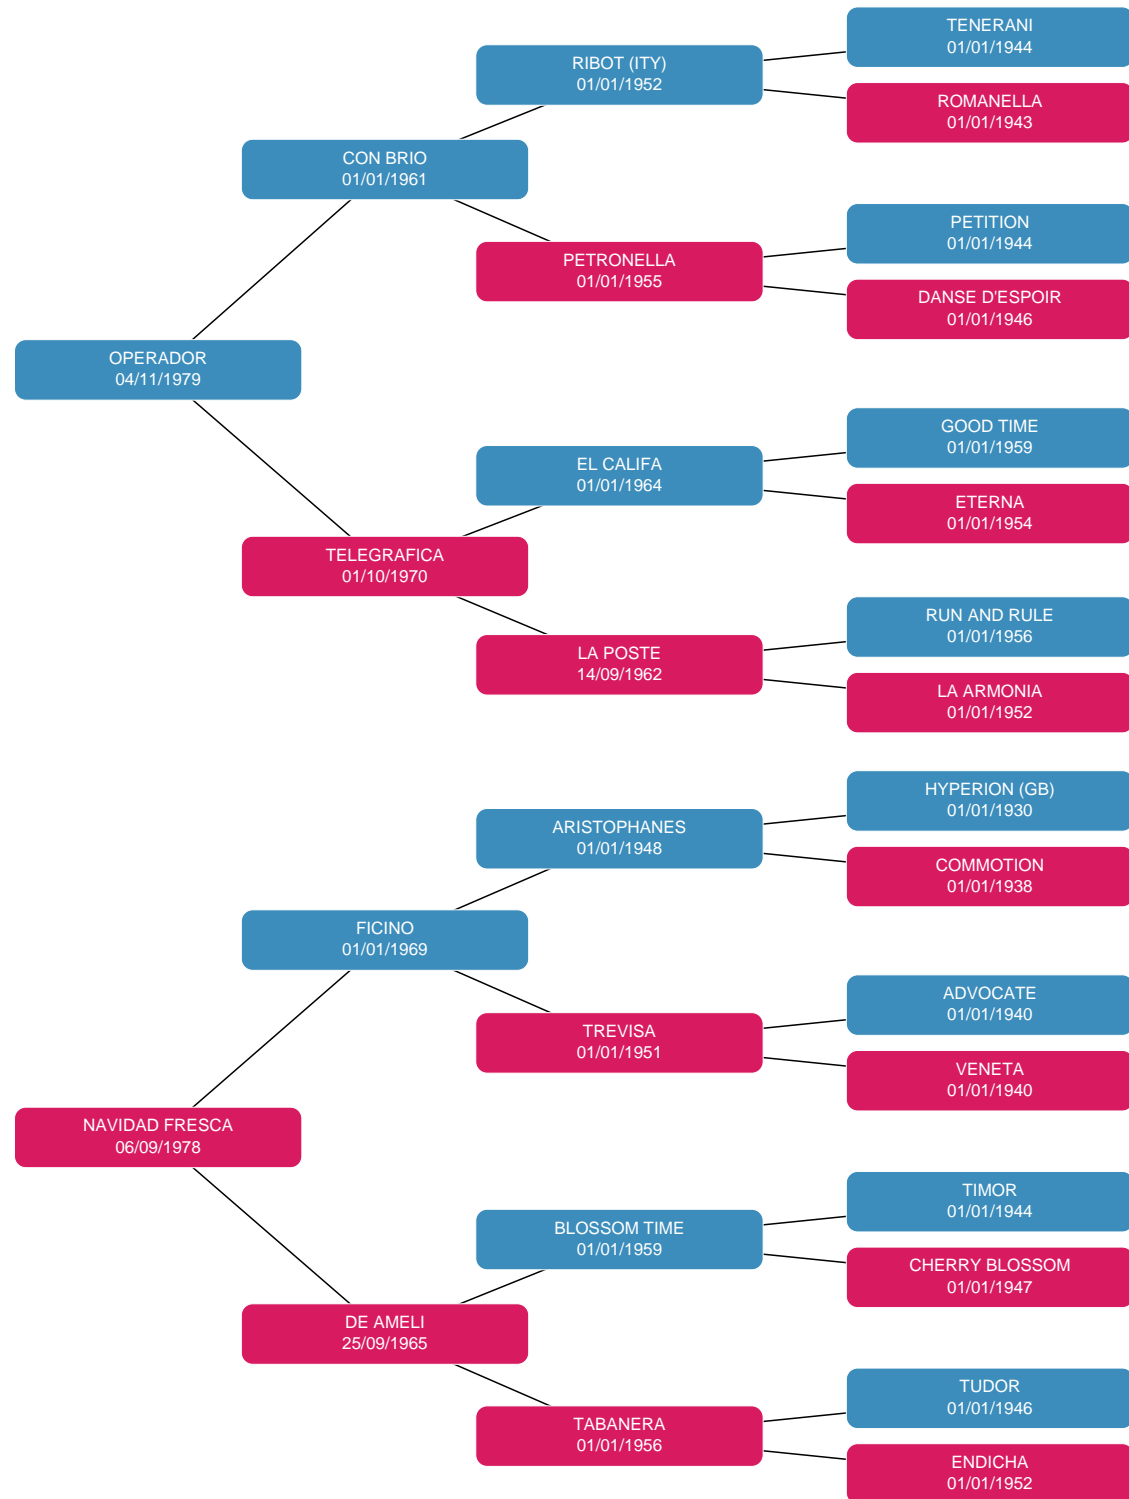 TENERANI
01/01/1944
RIBOT (ITY)
01/01/1952
ROMANELLA
01/01/1943
CON BRIO
01/01/1961
PETITION
01/01/1944
PETRONELLA
01/01/1955
DANSE D'ESPOIR
01/01/1946
OPERADOR
04/11/1979
GOOD TIME
01/01/1959
EL CALIFA
01/01/1964
ETERNA
01/01/1954
TELEGRAFICA
01/10/1970
RUN AND RULE
01/01/1956
LA POSTE
14/09/1962
LA ARMONIA
01/01/1952
HYPERION (GB)
01/01/1930
ARISTOPHANES
01/01/1948
COMMOTION
01/01/1938
FICINO
01/01/1969
ADVOCATE
01/01/1940
TREVISA
01/01/1951
VENETA
01/01/1940
NAVIDAD FRESCA
06/09/1978
TIMOR
01/01/1944
BLOSSOM TIME
01/01/1959
CHERRY BLOSSOM
01/01/1947
DE AMELI
25/09/1965
TUDOR
01/01/1946
TABANERA
01/01/1956
ENDICHA
01/01/1952